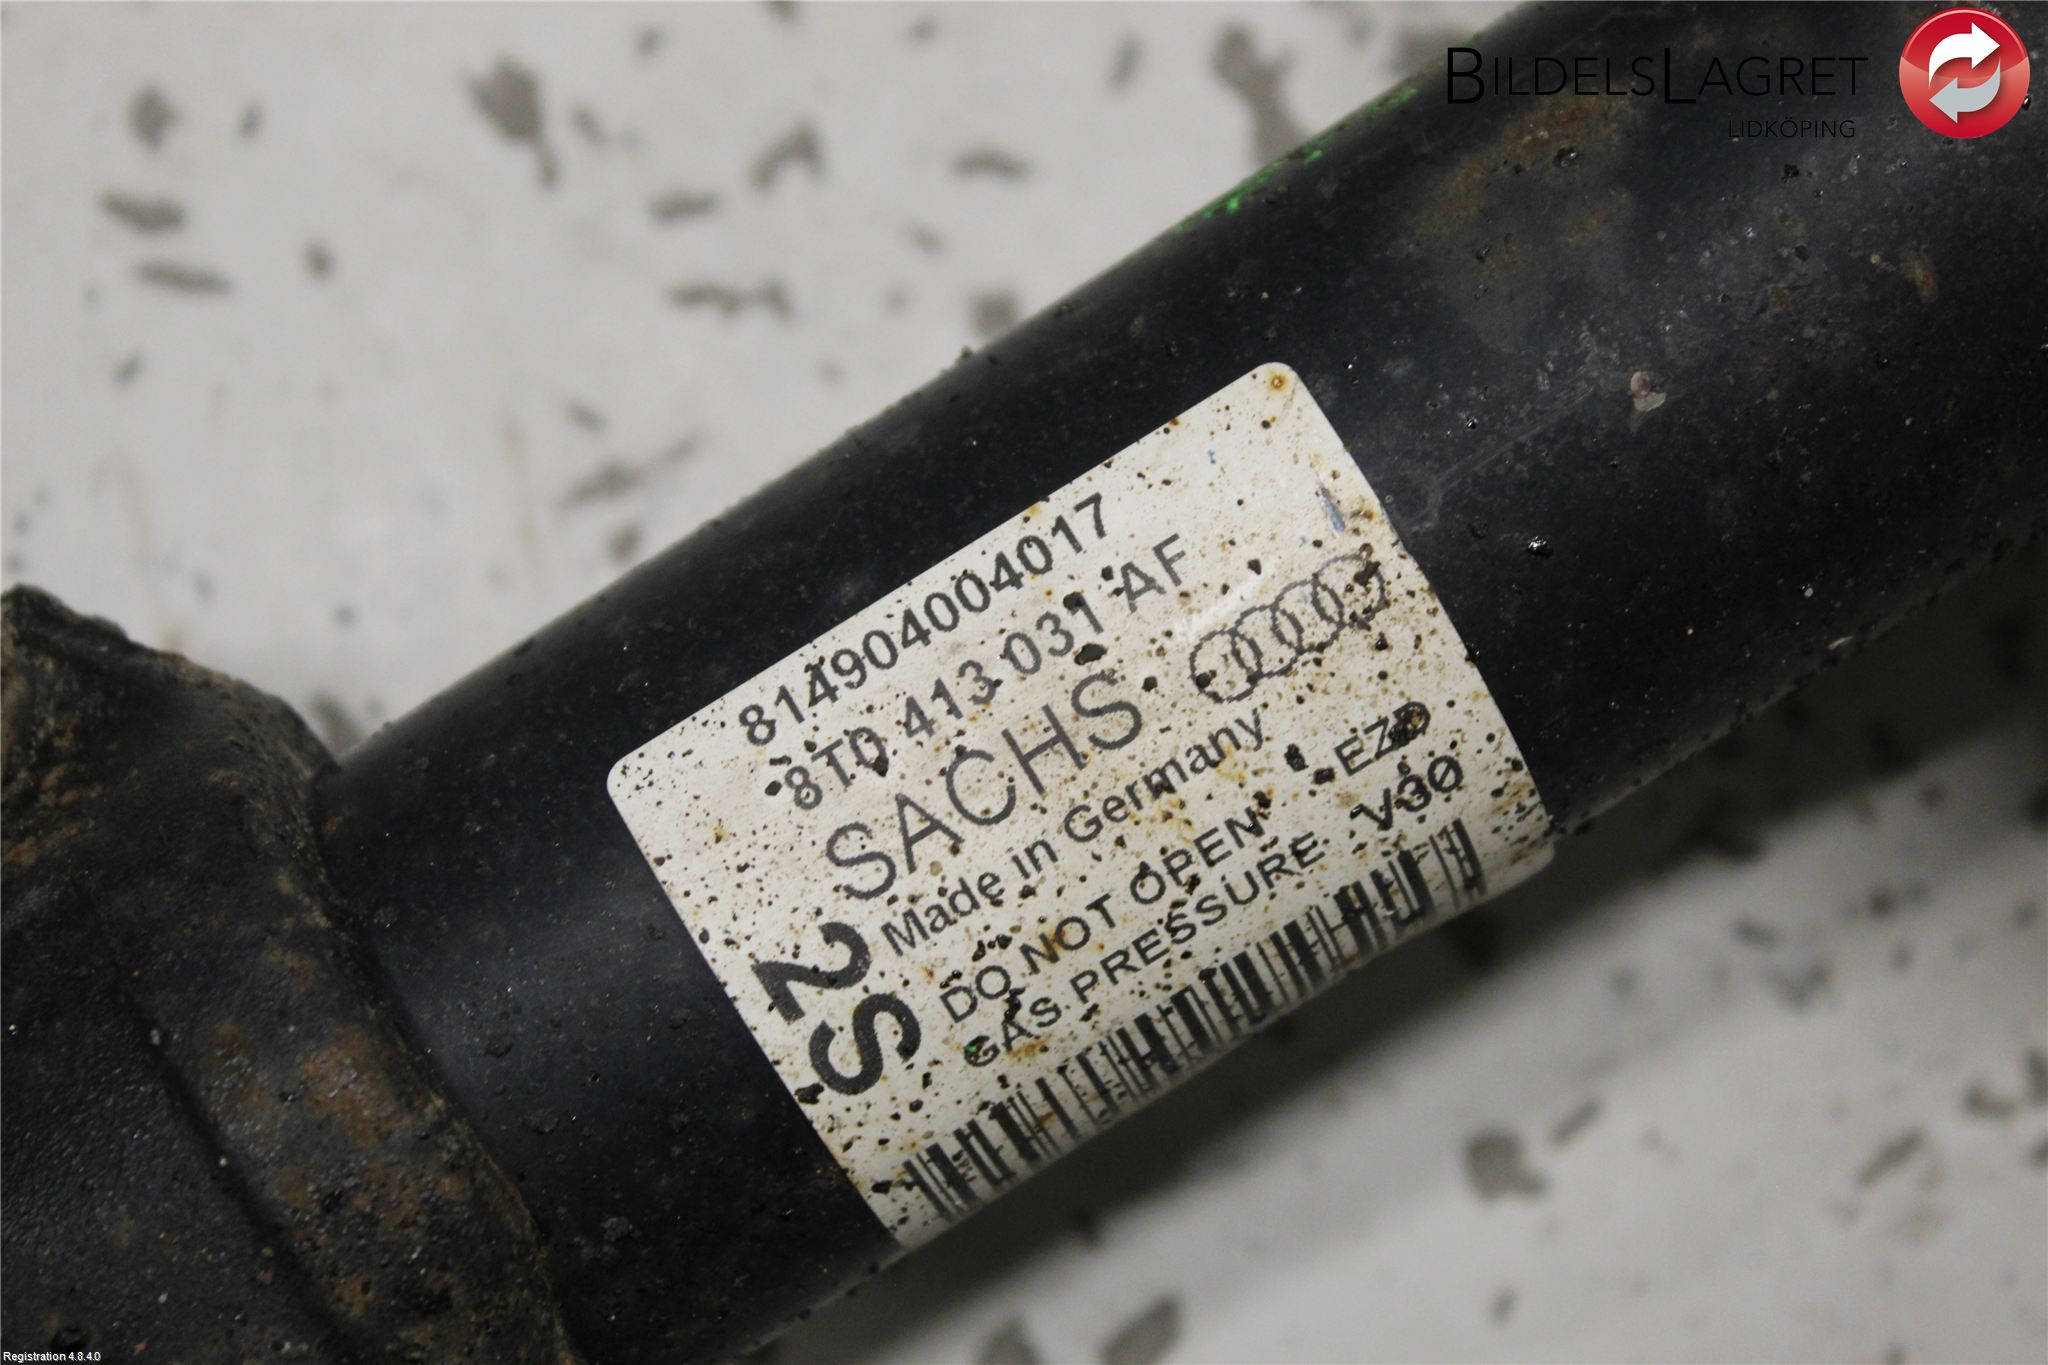 BILDELSLAGRET
LIDKÖPING
814904004017
8T0 413 031 AF
SACHS
Made in Germany
DO NOT OPEN EZD
GAS PRESSURE V30
2S
Registration 4.8.4.0